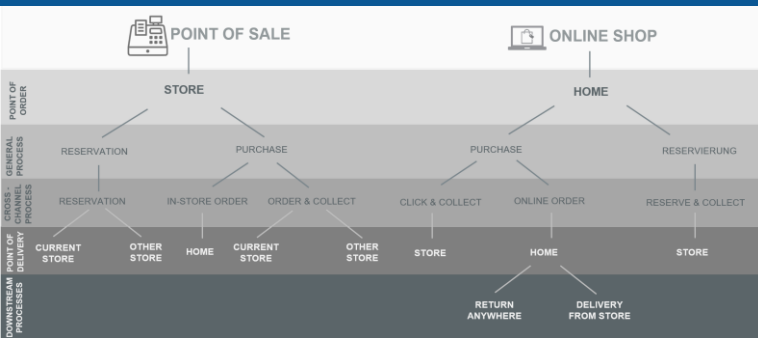 POINT OF SALE
ONLINE SHOP
POINT OF
ORDER
STORE
HOME
GENERAL
PROCESS
RESERVATION
PURCHASE
PURCHASE
RESERVIERUNG
CROSS -
CHANNEL
PROCESS
RESERVATION
IN-STORE ORDER
ORDER & COLLECT
CLICK & COLLECT
ONLINE ORDER
RESERVE & COLLECT
POINT OF
DELIVERY
CURRENT
STORE
OTHER
STORE
HOME
CURRENT
STORE
OTHER
STORE
STORE
HOME
STORE
DOWNSTREAM
PROCESSES
RETURN
ANYWHERE
DELIVERY
FROM STORE